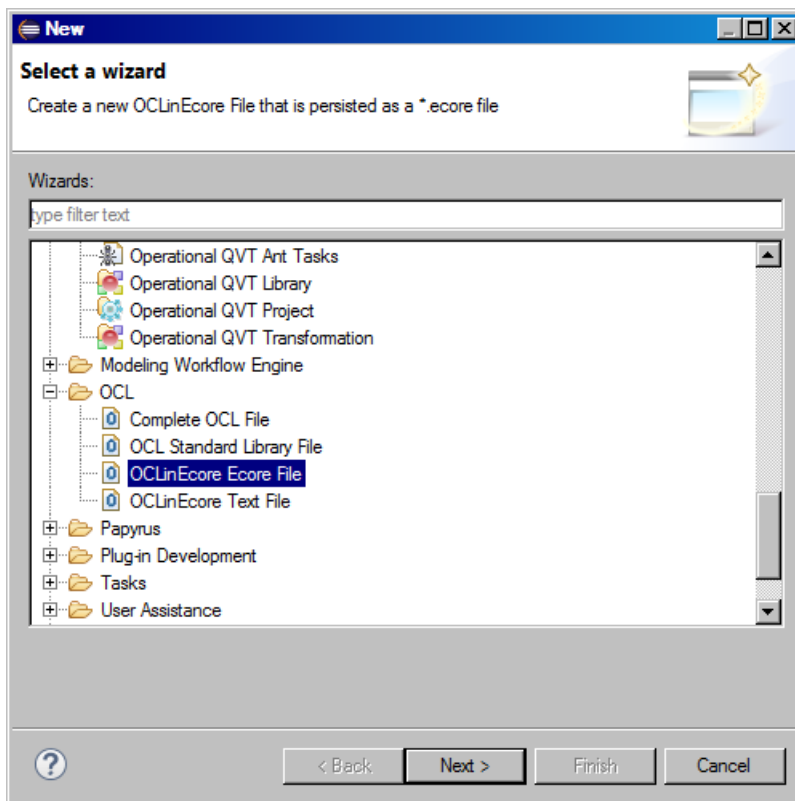 New
Select a wizard
Create a new OCLinEcore File that is persisted as a *.ecore file
Wizards:
type filter text
Operational QVT Ant Tasks
Operational QVT Library
Operational QVT Project
Operational QVT Transformation
Modeling Workflow Engine
OCL
Complete OCL File
OCL Standard Library File
OCLinEcore Ecore File
OCLinEcore Text File
Papyrus
Plug-in Development
Tasks
User Assistance
? < Back Next > Finish Cancel